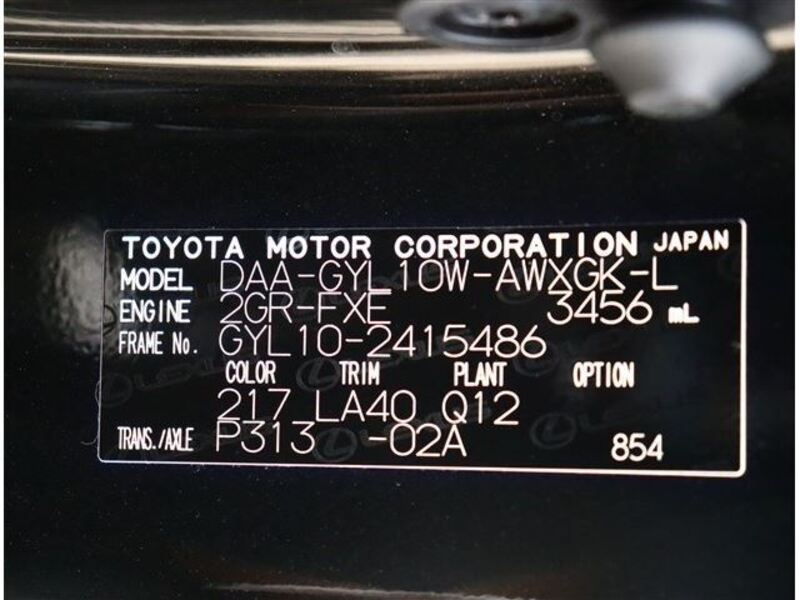 TOYOTA MOTOR CORPORATION JAPAN
MODEL DAA-GYL10W-AWXGK-L
ENGINE 2GR-FXE 3456 mL
FRAME No. GYL10-2415486
COLOR TRIM PLANT OPTION
217 LA40 Q12
TRANS./AXLE P313 -02A 854